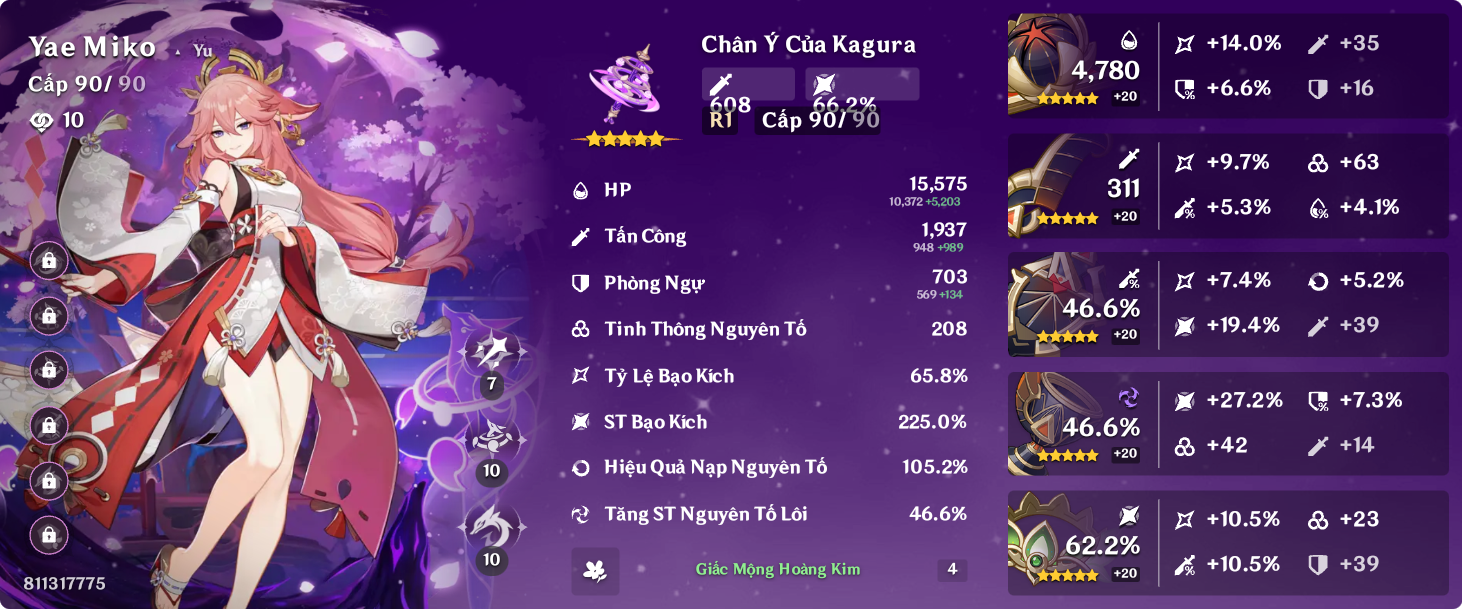 Yae Miko · Yu
Cấp 90/ 90
10
7
10
10
811317775
Chân Ý Của Kagura
608 66.2%
R1 Cấp 90/ 90
HP 15,575
10,372 +5,203
Tấn Công 1,937
948 +989
Phòng Ngự 703
569 +134
Tinh Thông Nguyên Tố 208
Tỷ Lệ Bạo Kích 65.8%
ST Bạo Kích 225.0%
Hiệu Quả Nạp Nguyên Tố 105.2%
Tăng ST Nguyên Tố Lôi 46.6%
Giấc Mộng Hoàng Kim 4
4,780
+20
+14.0% +35
+6.6% +16
311
+20
+9.7% +63
+5.3% +4.1%
46.6%
+20
+7.4% +5.2%
+19.4% +39
46.6%
+20
+27.2% +7.3%
+42 +14
62.2%
+20
+10.5% +23
+10.5% +39